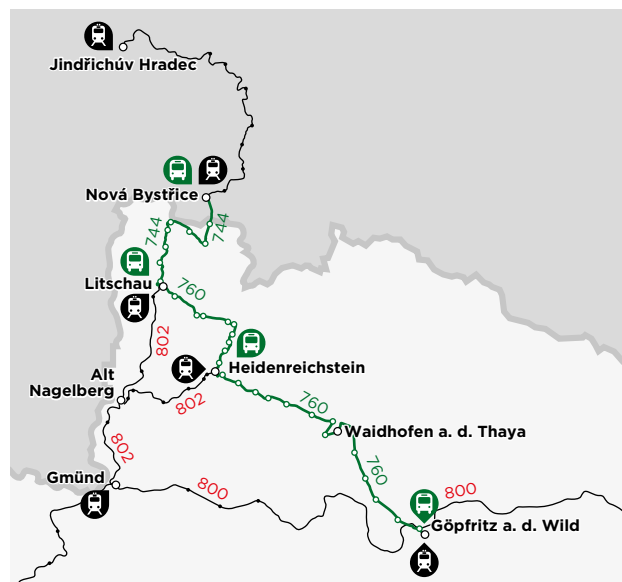 Jindřichúv Hradec
Nová Bystřice
744
744
Litschau
760
802
Heidenreichstein
Alt
Nagelberg
802
760
Waidhofen a. d. Thaya
802
Gmünd
800
760
800
Göpfritz a. d. Wild